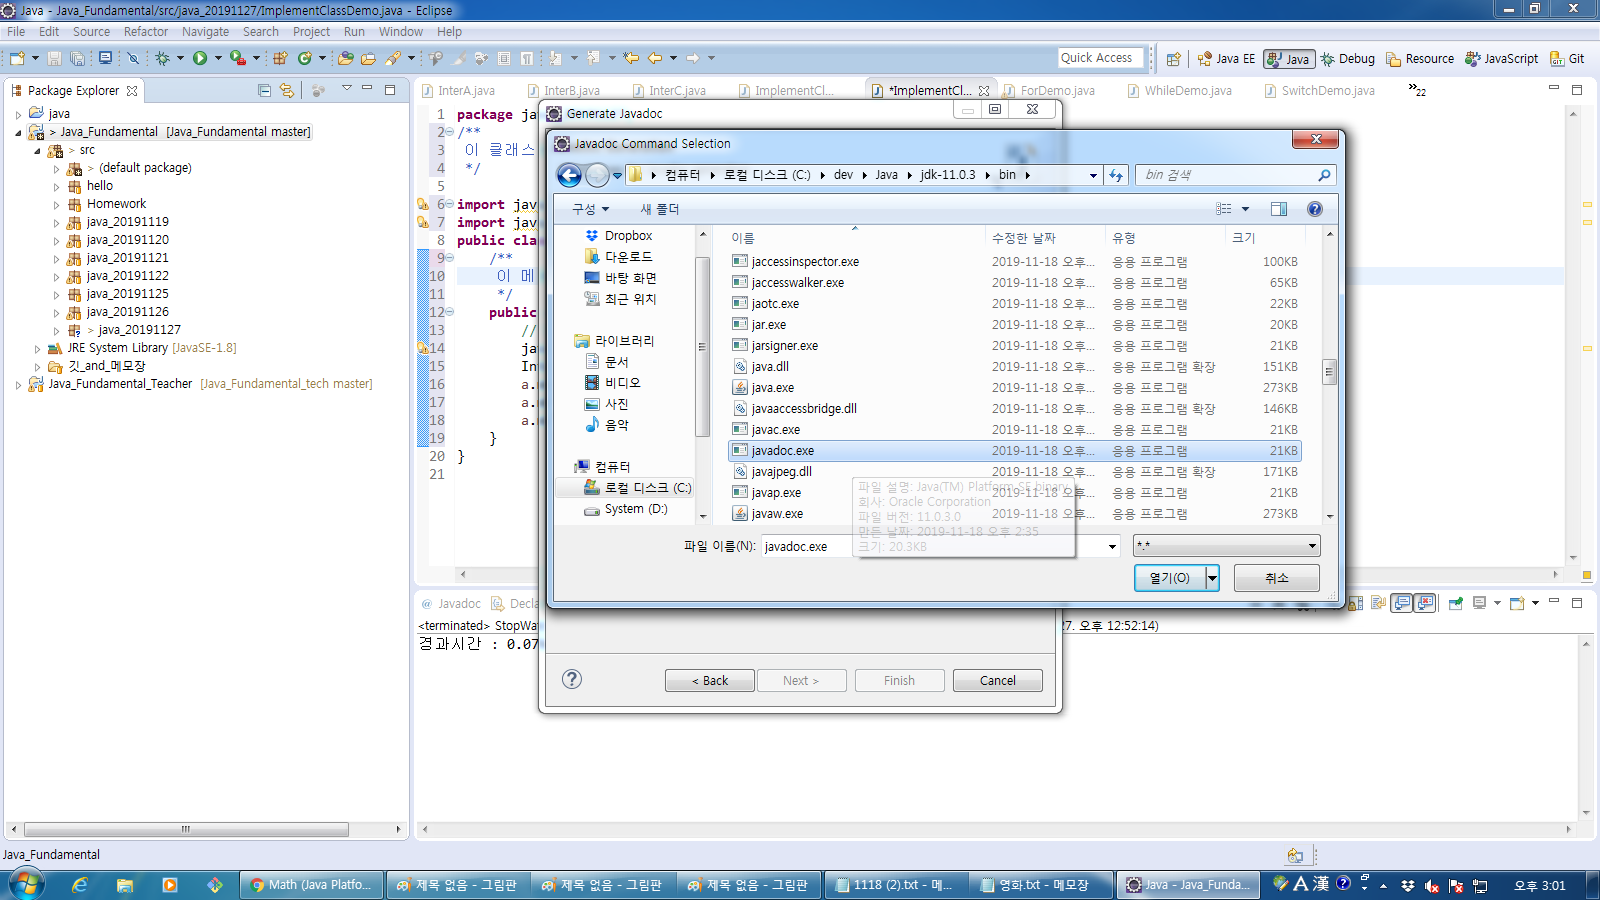 Java - Java_Fundamental/src/java_20191127/ImplementClassDemo.java - Eclipse
File Edit Source Refactor Navigate Search Project Run Window Help
Quick Access
Java EE Java Debug Resource JavaScript Git
Package Explorer
java
> Java_Fundamental [Java_Fundamental master]
> src
> (default package)
hello
Homework
java_20191119
java_20191120
java_20191121
java_20191122
java_20191125
java_20191126
> java_20191127
JRE System Library [JavaSE-1.8]
깃_and_메모장
Java_Fundamental_Teacher [Java_Fundamental_tech master]
InterA.java InterB.java InterC.java ImplementCl... *ImplementCl... ForDemo.java WhileDemo.java SwitchDemo.java 22
1 package ja
2 /**
3 이 클래스
4 */
5
6 import jav
7 import jav
8 public clas
9 /**
10 이 메
11 */
12 public
13 //
14 ja
15 In
16 a.
17 a.
18 a.
19 }
20 }
21
Generate Javadoc
Javadoc Command Selection
컴퓨터 로컬 디스크 (C:) dev Java jdk-11.0.3 bin
bin 검색
구성 새 폴더
Dropbox
다운로드
바탕 화면
최근 위치
라이브러리
문서
비디오
사진
음악
컴퓨터
로컬 디스크 (C:)
System (D:)
이름 수정한 날짜 유형 크기
jaccessinspector.exe 2019-11-18 오후... 응용 프로그램 100KB
jaccesswalker.exe 2019-11-18 오후... 응용 프로그램 65KB
jaotc.exe 2019-11-18 오후... 응용 프로그램 22KB
jar.exe 2019-11-18 오후... 응용 프로그램 20KB
jarsigner.exe 2019-11-18 오후... 응용 프로그램 21KB
java.dll 2019-11-18 오후... 응용 프로그램 확장 151KB
java.exe 2019-11-18 오후... 응용 프로그램 273KB
javaaccessbridge.dll 2019-11-18 오후... 응용 프로그램 확장 146KB
javac.exe 2019-11-18 오후... 응용 프로그램 21KB
javadoc.exe 2019-11-18 오후... 응용 프로그램 21KB
javajpeg.dll 2019-11-18 오후... 응용 프로그램 확장 171KB
javap.exe 2019-11-18 오후... 응용 프로그램 21KB
javaw.exe 2019-11-18 오후... 응용 프로그램 273KB
파일 설명: Java(TM) Platform SE binary
회사: Oracle Corporation
파일 버전: 11.0.3.0
만든 날짜: 2019-11-18 오후 2:35
크기: 20.3KB
파일 이름(N): javadoc.exe *.*
열기(O) 취소
@ Javadoc Decla
<terminated> StopWa 27. 오후 12:52:14)
경과시간 : 0.07
< Back Next > Finish Cancel
Java_Fundamental
Math (Java Platfo... 제목 없음 - 그림판 제목 없음 - 그림판 제목 없음 - 그림판 1118 (2).txt - 메... 영화.txt - 메모장 Java - Java_Funda... A 漢 오후 3:01